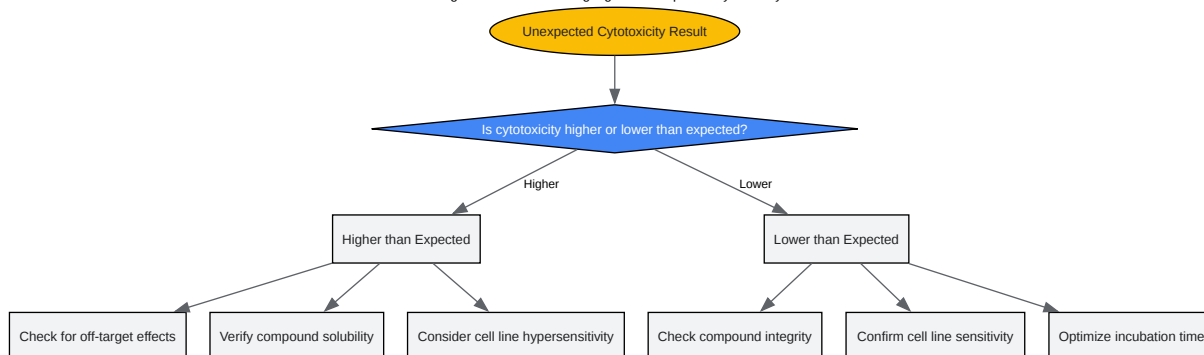 Unexpected Cytotoxicity Result
Is cytotoxicity higher or lower than expected?
Higher
Lower
Higher than Expected
Lower than Expected
Check for off-target effects
Verify compound solubility
Consider cell line hypersensitivity
Check compound integrity
Confirm cell line sensitivity
Optimize incubation time